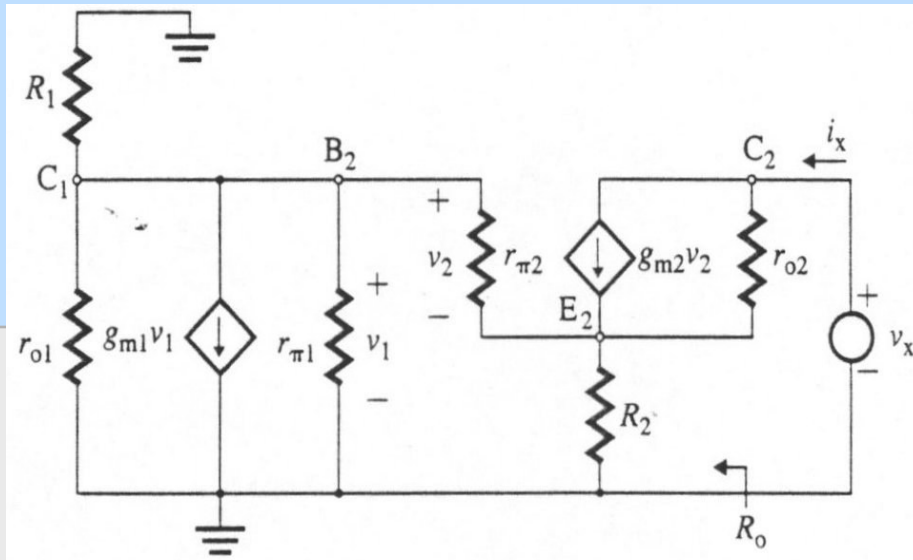 R1
C1
B2
C2
ix
+
v2
−
rπ2
gm2v2
ro2
E2
+
vx
−
ro1
gm1v1
rπ1
+
v1
−
R2
Ro